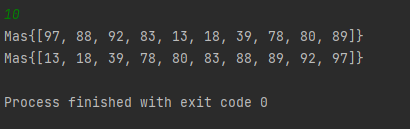 10
Mas{[97, 88, 92, 83, 13, 18, 39, 78, 80, 89]}
Mas{[13, 18, 39, 78, 80, 83, 88, 89, 92, 97]}
Process finished with exit code 0